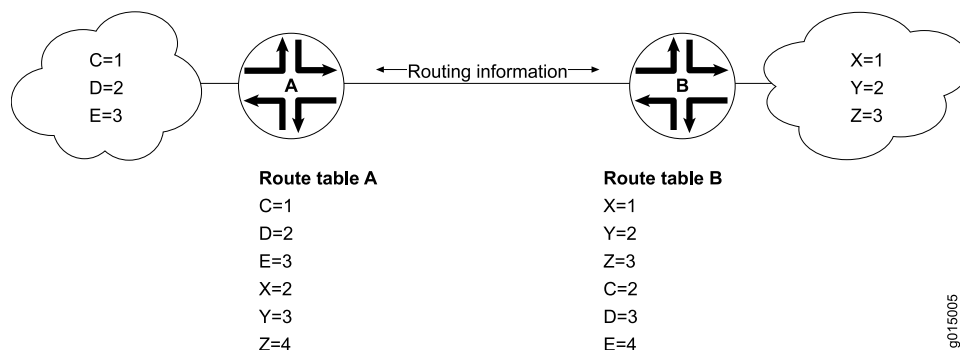 C=1
D=2
E=3
A
Routing information
B
X=1
Y=2
Z=3
Route table A
C=1
D=2
E=3
X=2
Y=3
Z=4
Route table B
X=1
Y=2
Z=3
C=2
D=3
E=4
g015005